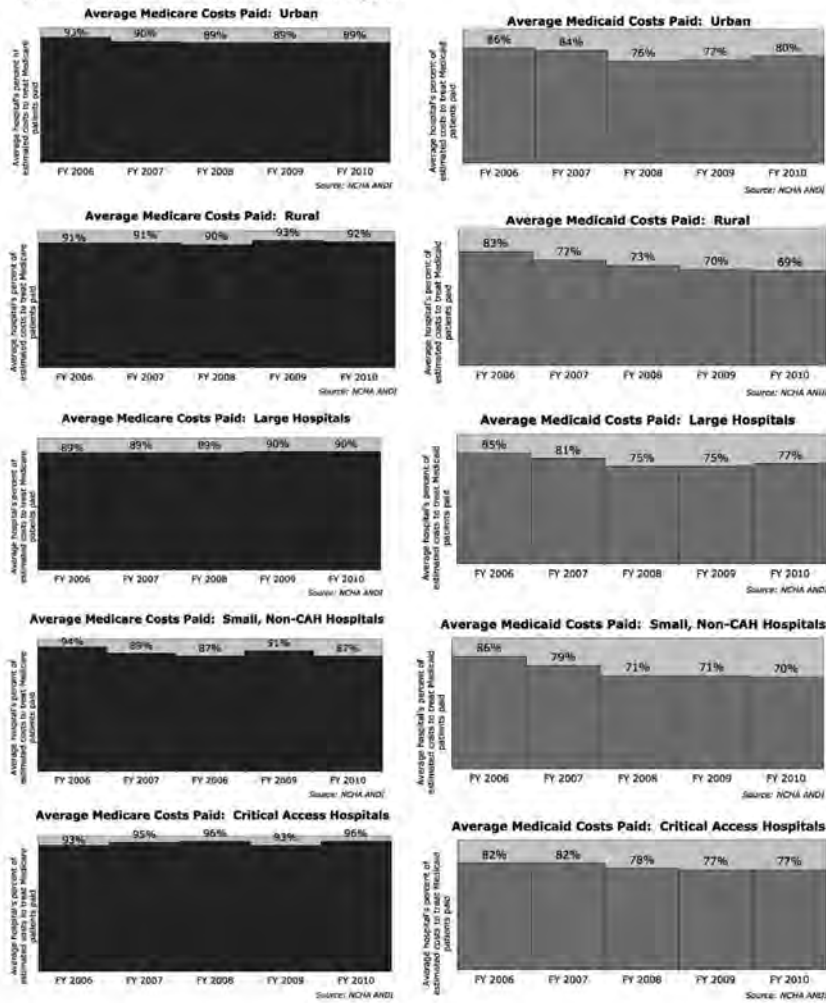 Average Medicare Costs Paid: Urban
Average hospital's percent of
estimated costs to treat Medicare
patients paid
93% 90% 89% 89% 89%
FY 2006 FY 2007 FY 2008 FY 2009 FY 2010
Source: NCHA ANDI
Average Medicaid Costs Paid: Urban
Average hospital's percent of
estimated costs to treat Medicaid
patients paid
86% 84% 76% 77% 80%
FY 2006 FY 2007 FY 2008 FY 2009 FY 2010
Source: NCHA ANDI
Average Medicare Costs Paid: Rural
Average hospital's percent of
estimated costs to treat Medicare
patients paid
91% 91% 90% 93% 92%
FY 2006 FY 2007 FY 2008 FY 2009 FY 2010
Source: NCHA ANDI
Average Medicaid Costs Paid: Rural
Average hospital's percent of
estimated costs to treat Medicaid
patients paid
83% 77% 73% 70% 69%
FY 2006 FY 2007 FY 2008 FY 2009 FY 2010
Source: NCHA ANDI
Average Medicare Costs Paid: Large Hospitals
Average hospital's percent of
estimated costs to treat Medicare
patients paid
89% 89% 89% 90% 90%
FY 2006 FY 2007 FY 2008 FY 2009 FY 2010
Source: NCHA ANDI
Average Medicaid Costs Paid: Large Hospitals
Average hospital's percent of
estimated costs to treat Medicaid
patients paid
85% 81% 75% 75% 77%
FY 2006 FY 2007 FY 2008 FY 2009 FY 2010
Source: NCHA ANDI
Average Medicare Costs Paid: Small, Non-CAH Hospitals
Average hospital's percent of
estimated costs to treat Medicare
patients paid
94% 89% 87% 91% 87%
FY 2006 FY 2007 FY 2008 FY 2009 FY 2010
Source: NCHA ANDI
Average Medicaid Costs Paid: Small, Non-CAH Hospitals
Average hospital's percent of
estimated costs to treat Medicaid
patients paid
86% 79% 71% 71% 70%
FY 2006 FY 2007 FY 2008 FY 2009 FY 2010
Source: NCHA ANDI
Average Medicare Costs Paid: Critical Access Hospitals
Average hospital's percent of
estimated costs to treat Medicare
patients paid
93% 95% 96% 93% 96%
FY 2006 FY 2007 FY 2008 FY 2009 FY 2010
Source: NCHA ANDI
Average Medicaid Costs Paid: Critical Access Hospitals
Average hospital's percent of
estimated costs to treat Medicaid
patients paid
82% 82% 78% 77% 77%
FY 2006 FY 2007 FY 2008 FY 2009 FY 2010
Source: NCHA ANDI